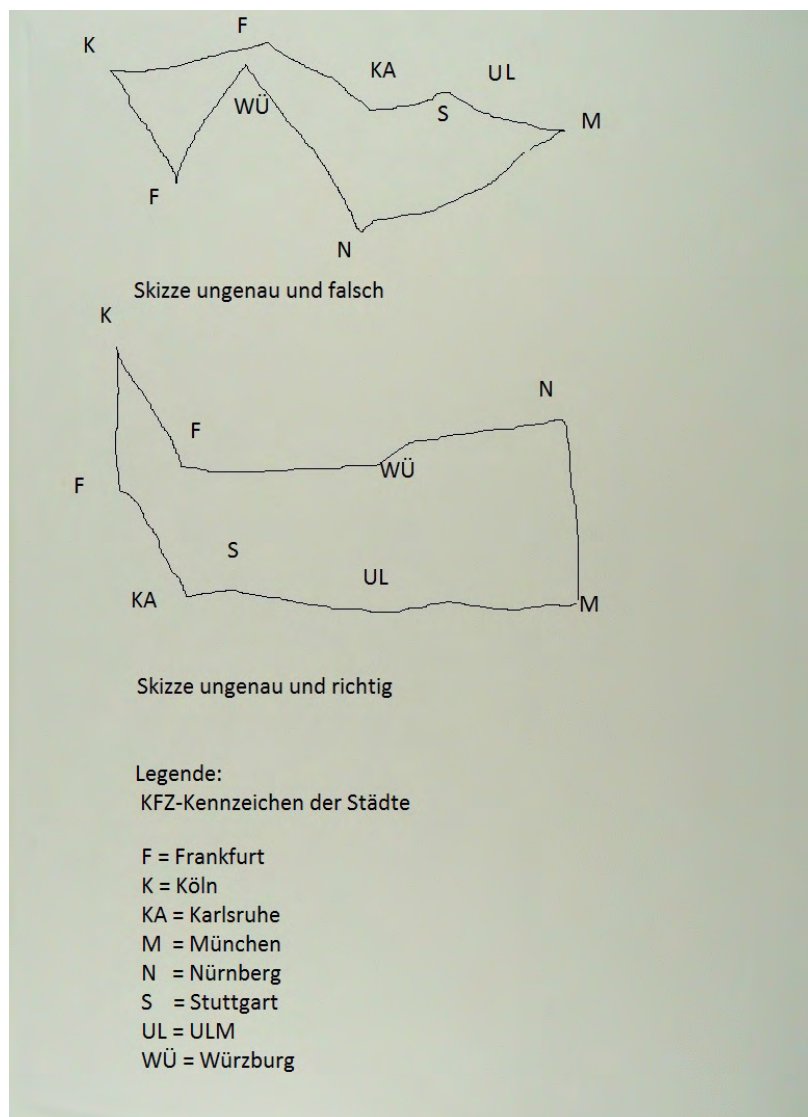 F
K
KA
UL
WÜ
S
M
F
N
Skizze ungenau und falsch
K
N
F
WÜ
F
S
UL
KA
M
Skizze ungenau und richtig
Legende:
KFZ-Kennzeichen der Städte
F = Frankfurt
K = Köln
KA = Karlsruhe
M = München
N = Nürnberg
S = Stuttgart
UL = ULM
WÜ = Würzburg